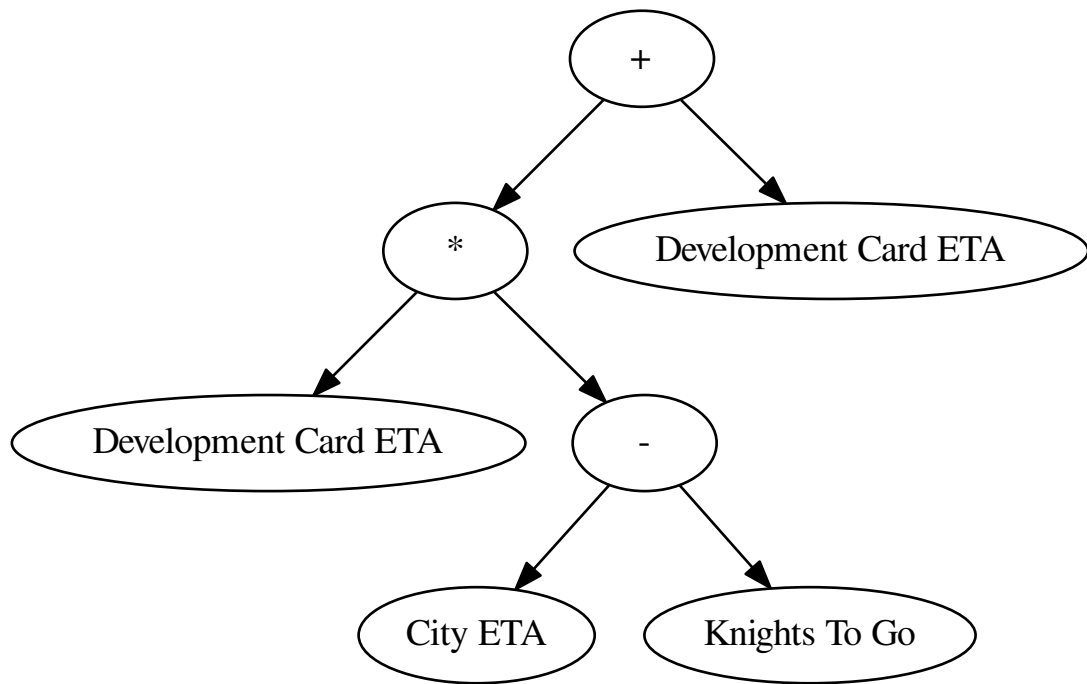 +
*
Development Card ETA
Development Card ETA
-
City ETA
Knights To Go